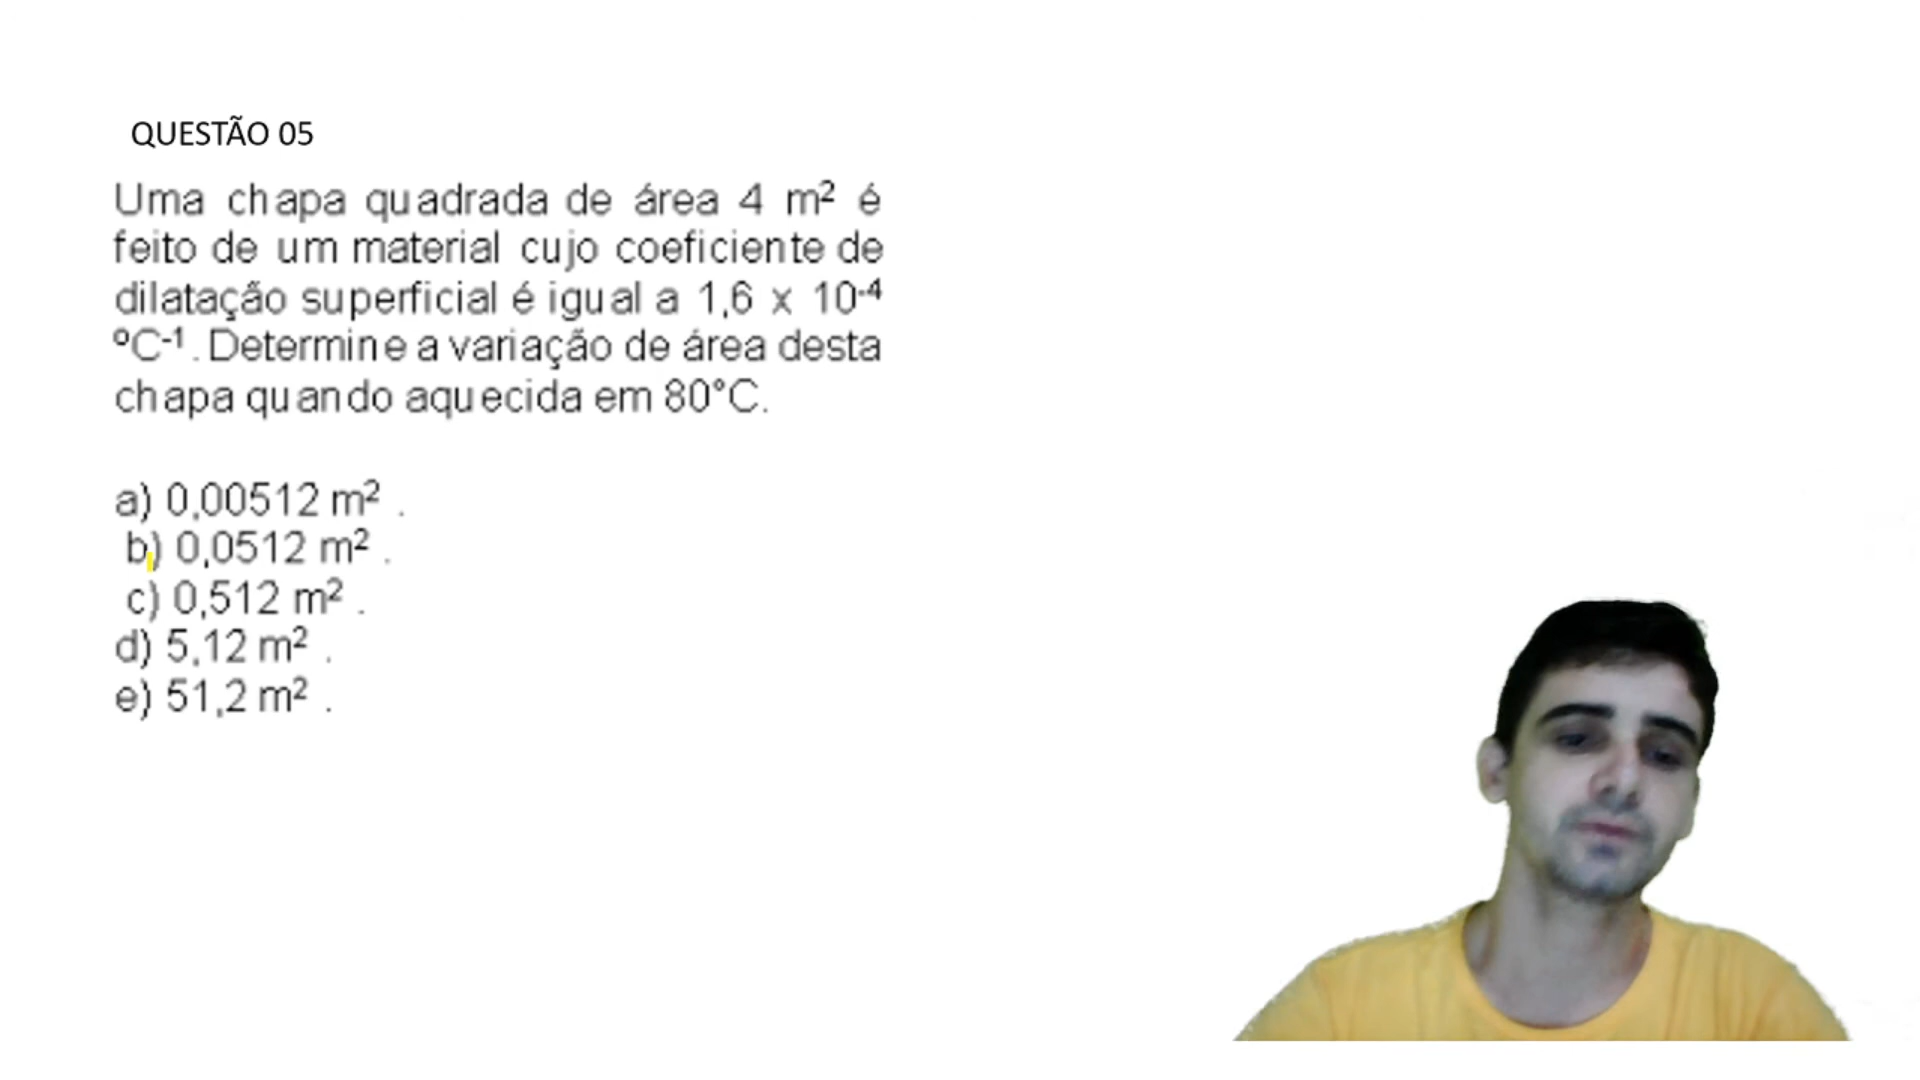 QUESTÃO 05
Uma chapa quadrada de área 4 m² é
feito de um material cujo coeficiente de
dilatação superficial é igual a 1,6 x 10⁻⁴
ºC⁻¹. Determine a variação de área desta
chapa quando aquecida em 80°C.
a) 0,00512 m² .
b) 0,0512 m² .
c) 0,512 m² .
d) 5,12 m² .
e) 51,2 m² .